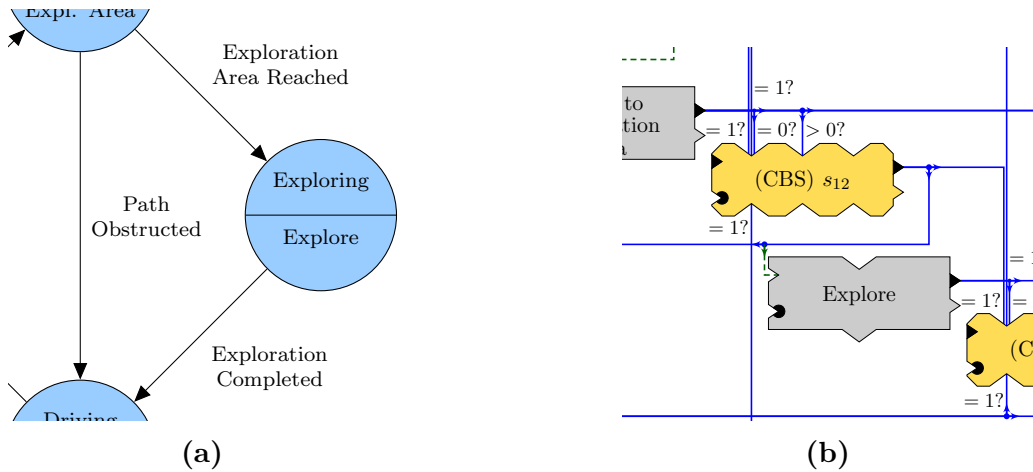 Expl. Area
Exploration
Area Reached
Exploring
Explore
Path
Obstructed
Exploration
Completed
Driving
(a)
= 1?
to
= 1?
= 0?
> 0?
(CBS) s12
= 1?
Explore
= 1?
= 1?
=
= 1?
(b)